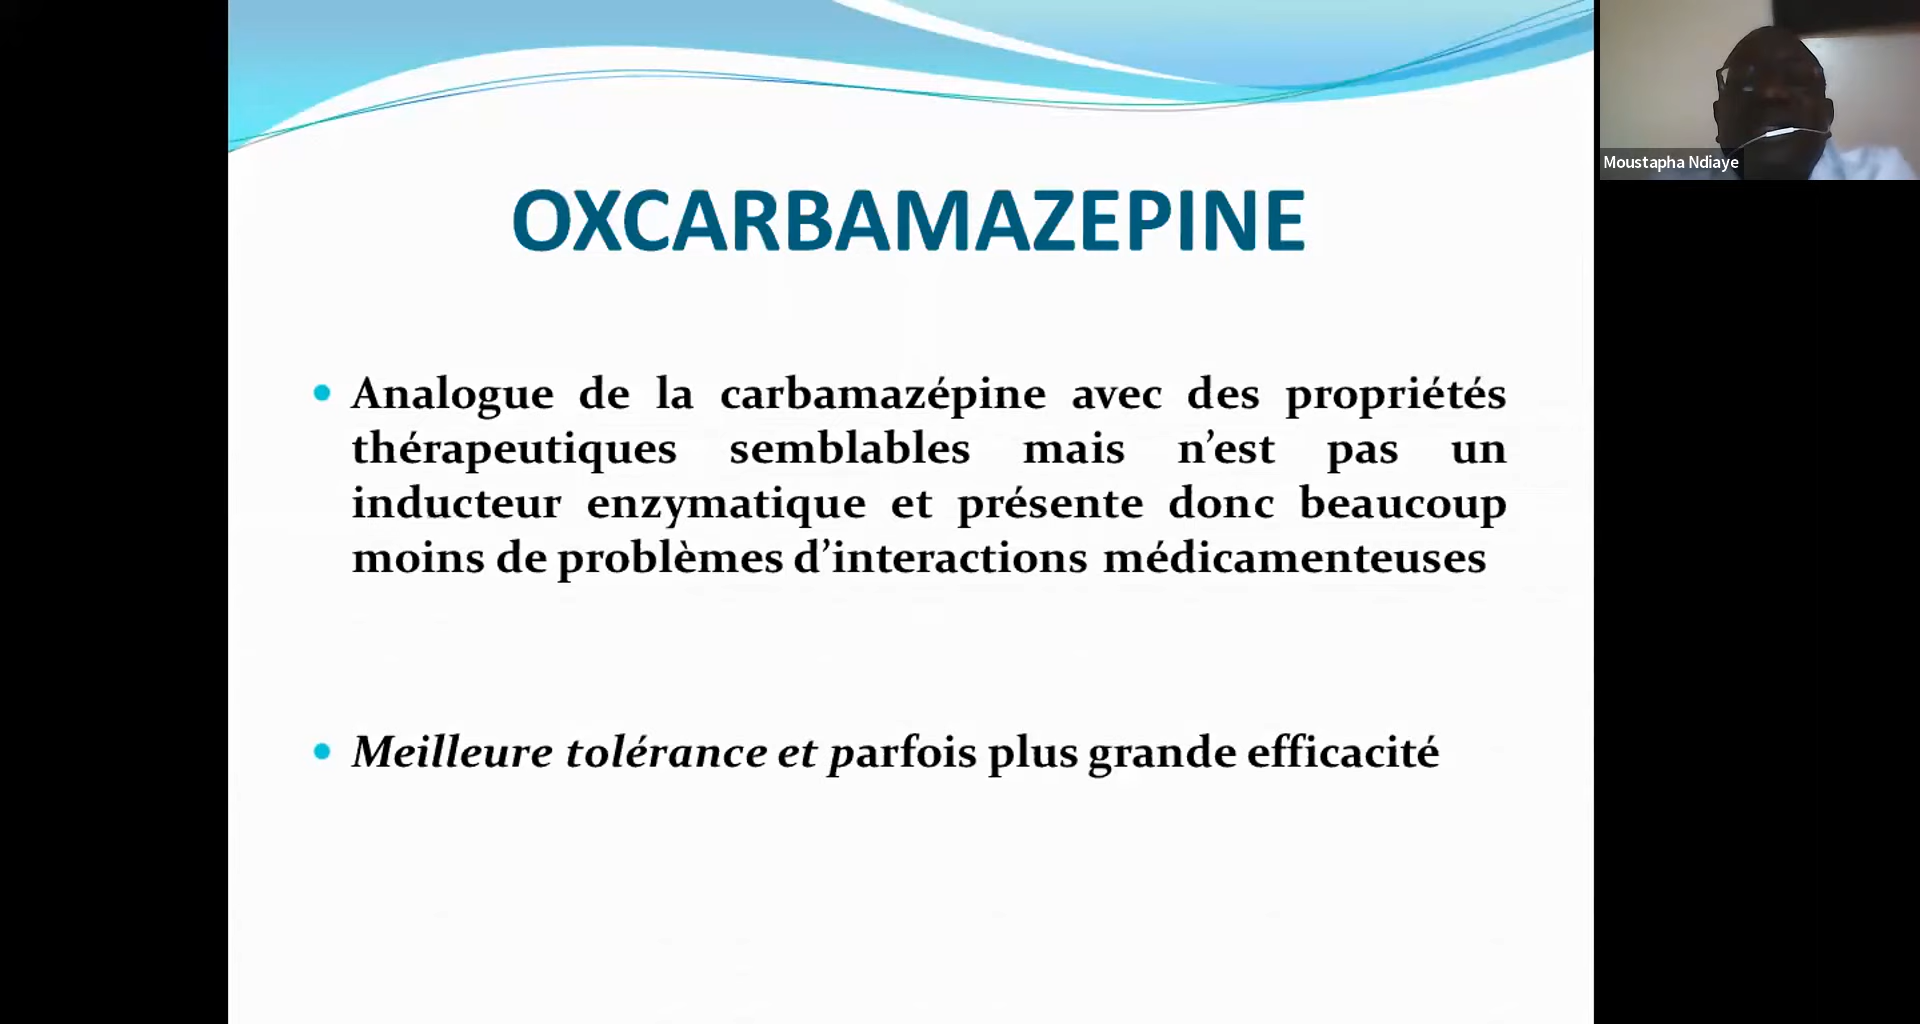 OXCARBAMAZEPINE
• Analogue de la carbamazépine avec des propriétés
thérapeutiques semblables mais n’est pas un
inducteur enzymatique et présente donc beaucoup
moins de problèmes d’interactions médicamenteuses
• Meilleure tolérance et parfois plus grande efficacité
Moustapha Ndiaye